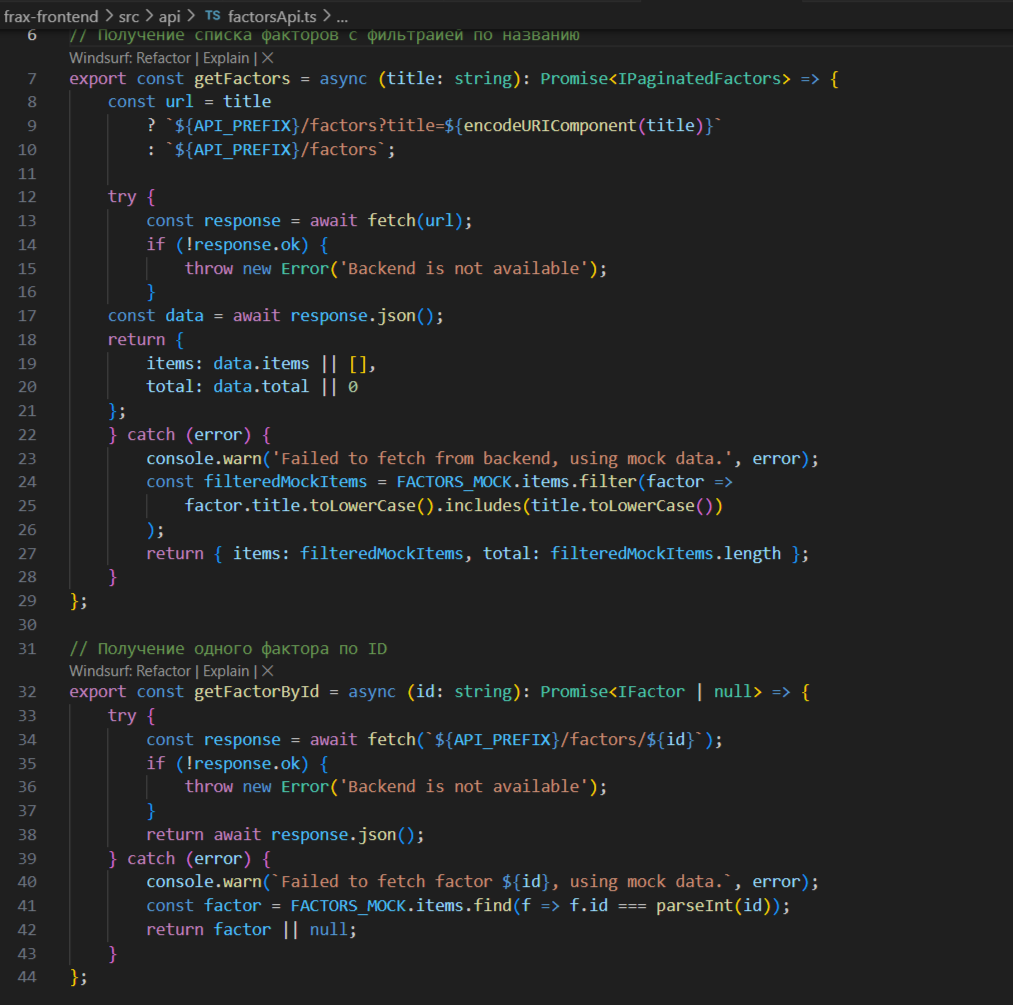 frax-frontend > src > api > TS factorsApi.ts > ...
6 // Получение списка факторов с фильтрацией по названию
Windsurf: Refactor | Explain | ×
7 export const getFactors = async (title: string): Promise<IPaginatedFactors> => {
8     const url = title
9         ? `${API_PREFIX}/factors?title=${encodeURIComponent(title)}`
10         : `${API_PREFIX}/factors`;
11
12     try {
13         const response = await fetch(url);
14         if (!response.ok) {
15             throw new Error('Backend is not available');
16         }
17     const data = await response.json();
18     return {
19         items: data.items || [],
20         total: data.total || 0
21     };
22     } catch (error) {
23         console.warn('Failed to fetch from backend, using mock data.', error);
24         const filteredMockItems = FACTORS_MOCK.items.filter(factor =>
25             factor.title.toLowerCase().includes(title.toLowerCase())
26         );
27         return { items: filteredMockItems, total: filteredMockItems.length };
28     }
29 };
30
31 // Получение одного фактора по ID
Windsurf: Refactor | Explain | ×
32 export const getFactorById = async (id: string): Promise<IFactor | null> => {
33     try {
34         const response = await fetch(`${API_PREFIX}/factors/${id}`);
35         if (!response.ok) {
36             throw new Error('Backend is not available');
37         }
38         return await response.json();
39     } catch (error) {
40         console.warn(`Failed to fetch factor ${id}, using mock data.`, error);
41         const factor = FACTORS_MOCK.items.find(f => f.id === parseInt(id));
42         return factor || null;
43     }
44 };